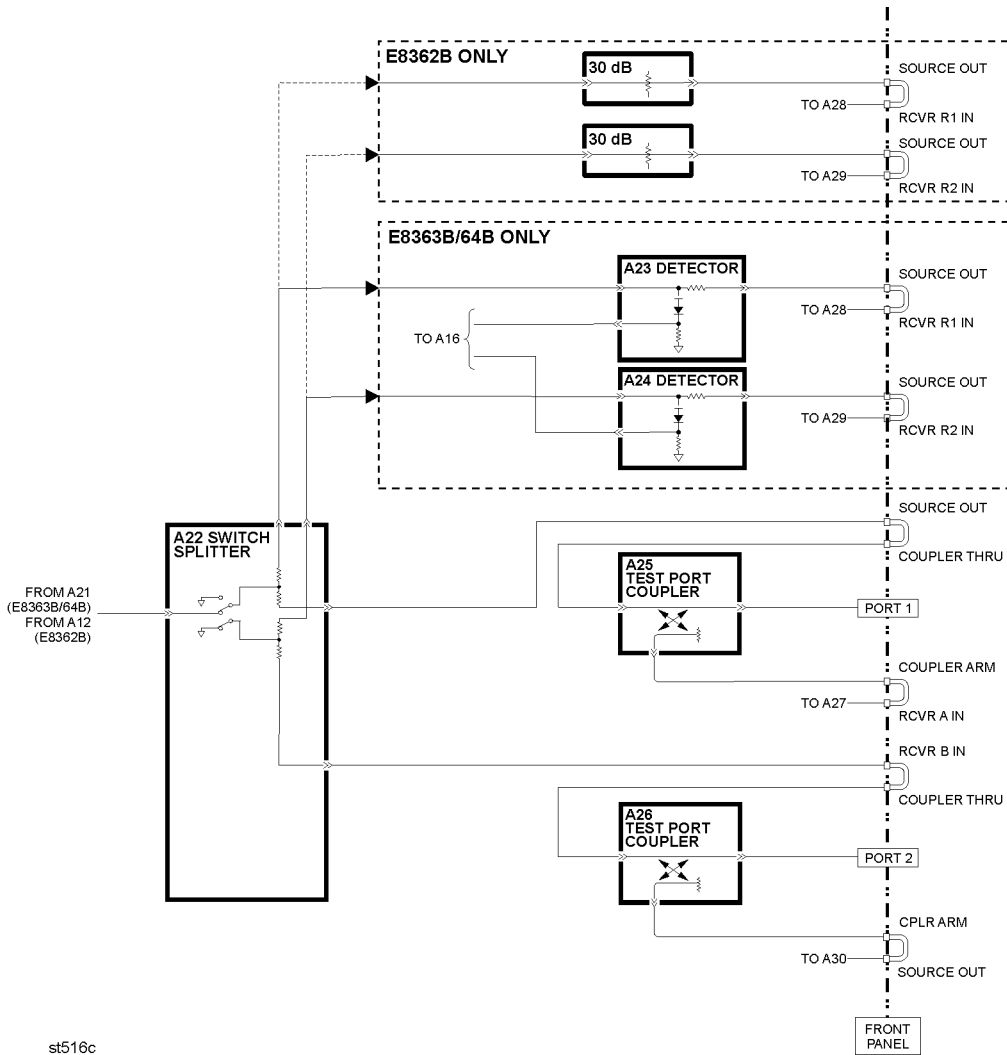 E8362B ONLY
30 dB
SOURCE OUT
TO A28
RCVR R1 IN
30 dB
SOURCE OUT
TO A29
RCVR R2 IN
E8363B/64B ONLY
A23 DETECTOR
SOURCE OUT
TO A28
RCVR R1 IN
TO A16
A24 DETECTOR
SOURCE OUT
TO A29
RCVR R2 IN
A22 SWITCH
SPLITTER
FROM A21
(E8363B/64B)
FROM A12
(E8362B)
SOURCE OUT
COUPLER THRU
A25
TEST PORT
COUPLER
PORT 1
COUPLER ARM
TO A27
RCVR A IN
RCVR B IN
COUPLER THRU
A26
TEST PORT
COUPLER
PORT 2
CPLR ARM
TO A30
SOURCE OUT
FRONT
PANEL
st516c